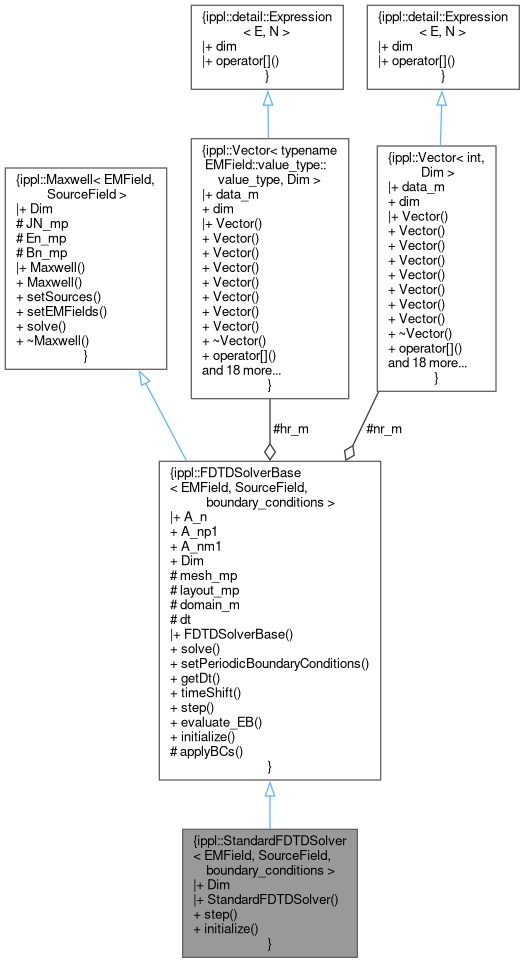 {ippl::detail::Expression
< E, N >
|+ dim
|+ operator[]()
}
{ippl::detail::Expression
< E, N >
|+ dim
|+ operator[]()
}
{ippl::Maxwell< EMField,
SourceField >
|+ Dim
# JN_mp
# En_mp
# Bn_mp
|+ Maxwell()
+ Maxwell()
+ setSources()
+ setEMFields()
+ solve()
+ ~Maxwell()
}
{ippl::Vector< typename
EMField::value_type::
value_type, Dim >
|+ data_m
+ dim
|+ Vector()
+ Vector()
+ Vector()
+ Vector()
+ Vector()
+ Vector()
+ Vector()
+ Vector()
+ ~Vector()
+ operator[]()
and 18 more...
}
{ippl::Vector< int,
Dim >
|+ data_m
+ dim
|+ Vector()
+ Vector()
+ Vector()
+ Vector()
+ Vector()
+ Vector()
+ Vector()
+ Vector()
+ ~Vector()
+ operator[]()
and 18 more...
}
#hr_m
#nr_m
{ippl::FDTDSolverBase
< EMField, SourceField,
boundary_conditions >
|+ A_n
+ A_np1
+ A_nm1
+ Dim
# mesh_mp
# layout_mp
# domain_m
# dt
|+ FDTDSolverBase()
+ solve()
+ setPeriodicBoundaryConditions()
+ getDt()
+ timeShift()
+ step()
+ evaluate_EB()
+ initialize()
# applyBCs()
}
{ippl::StandardFDTDSolver
< EMField, SourceField,
boundary_conditions >
|+ Dim
|+ StandardFDTDSolver()
+ step()
+ initialize()
}